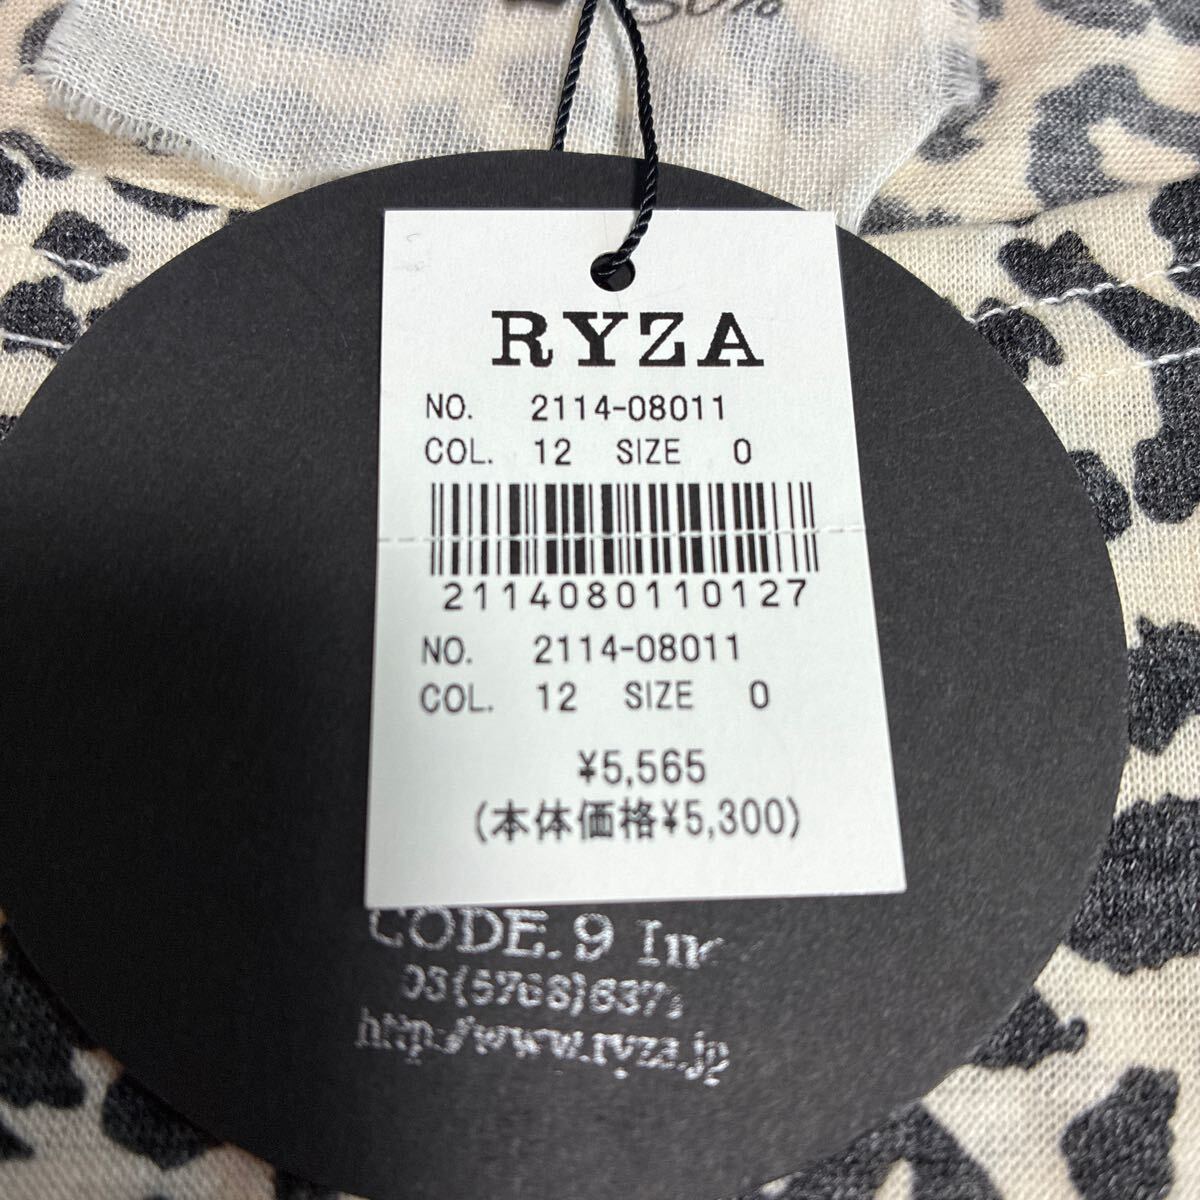 RYZA
NO. 2114-08011
COL. 12 SIZE 0
2114080110127
NO. 2114-08011
COL. 12 SIZE 0
¥5,565
(本体価格¥5,300)
CODE.9 Inc
http://www.ryza.jp